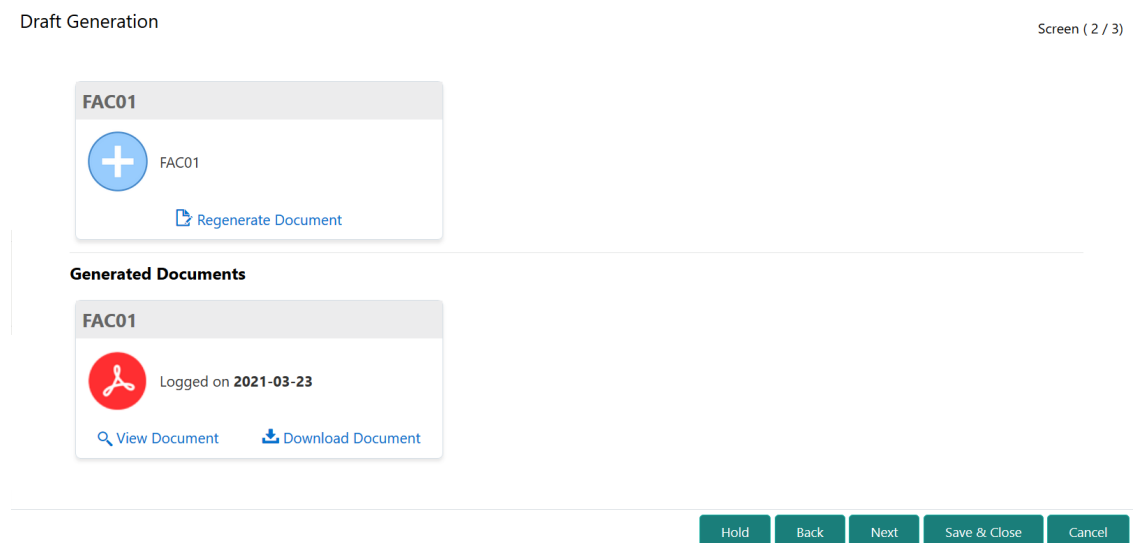 Draft Generation
Screen ( 2 / 3)
FAC01
FAC01
Regenerate Document
Generated Documents
FAC01
Logged on 2021-03-23
View Document Download Document
Hold Back Next Save & Close Cancel